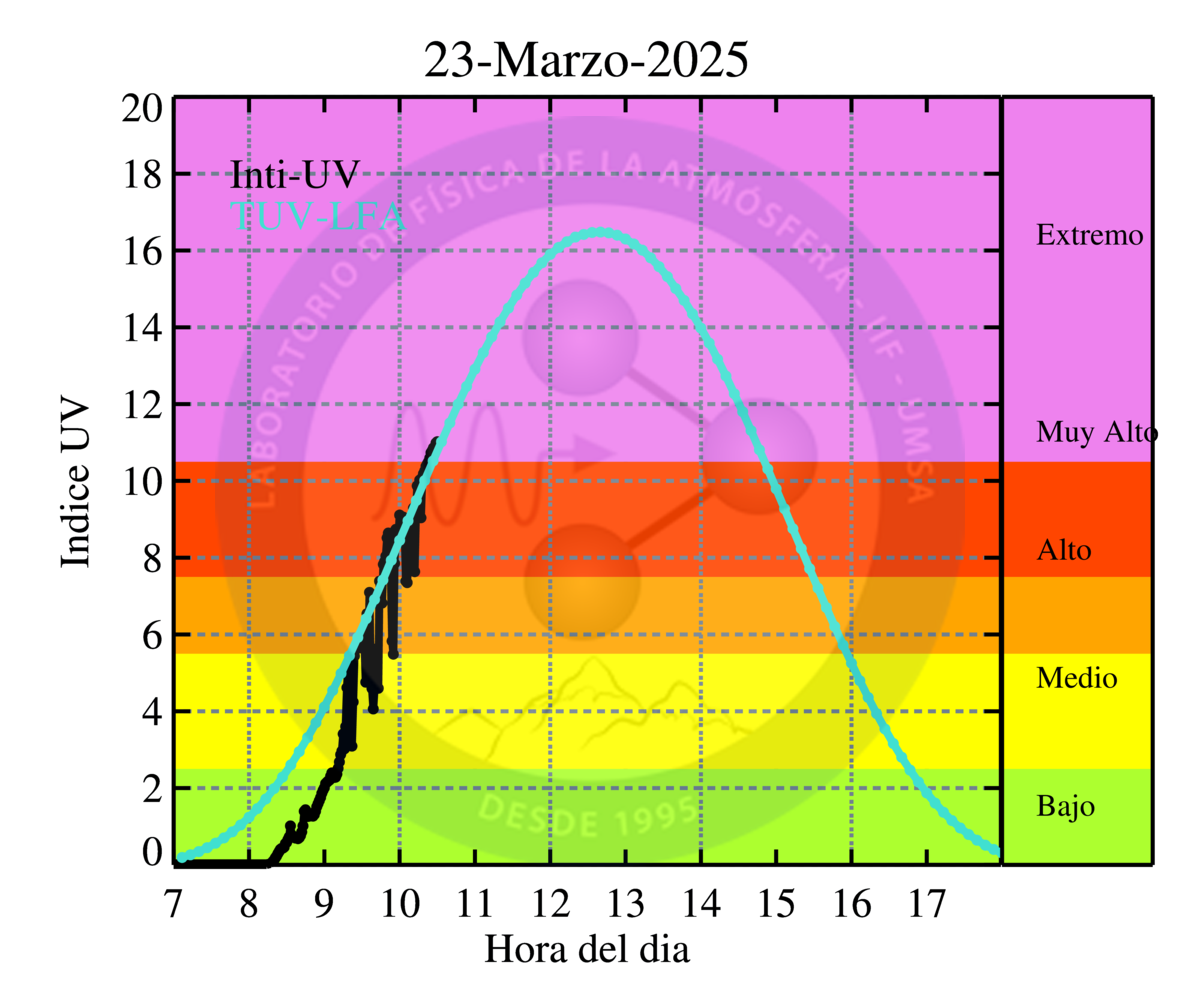 23-Marzo-2025
20
18
16
14
12
10
8
6
4
2
0
Indice UV
Inti-UV
TUV-LFA
LABORATORIO DE FÍSICA DE LA ATMÓSFERA - IIF - UMSA
DESDE 1995
Extremo
Muy Alto
Alto
Medio
Bajo
7 8 9 10 11 12 13 14 15 16 17
Hora del dia